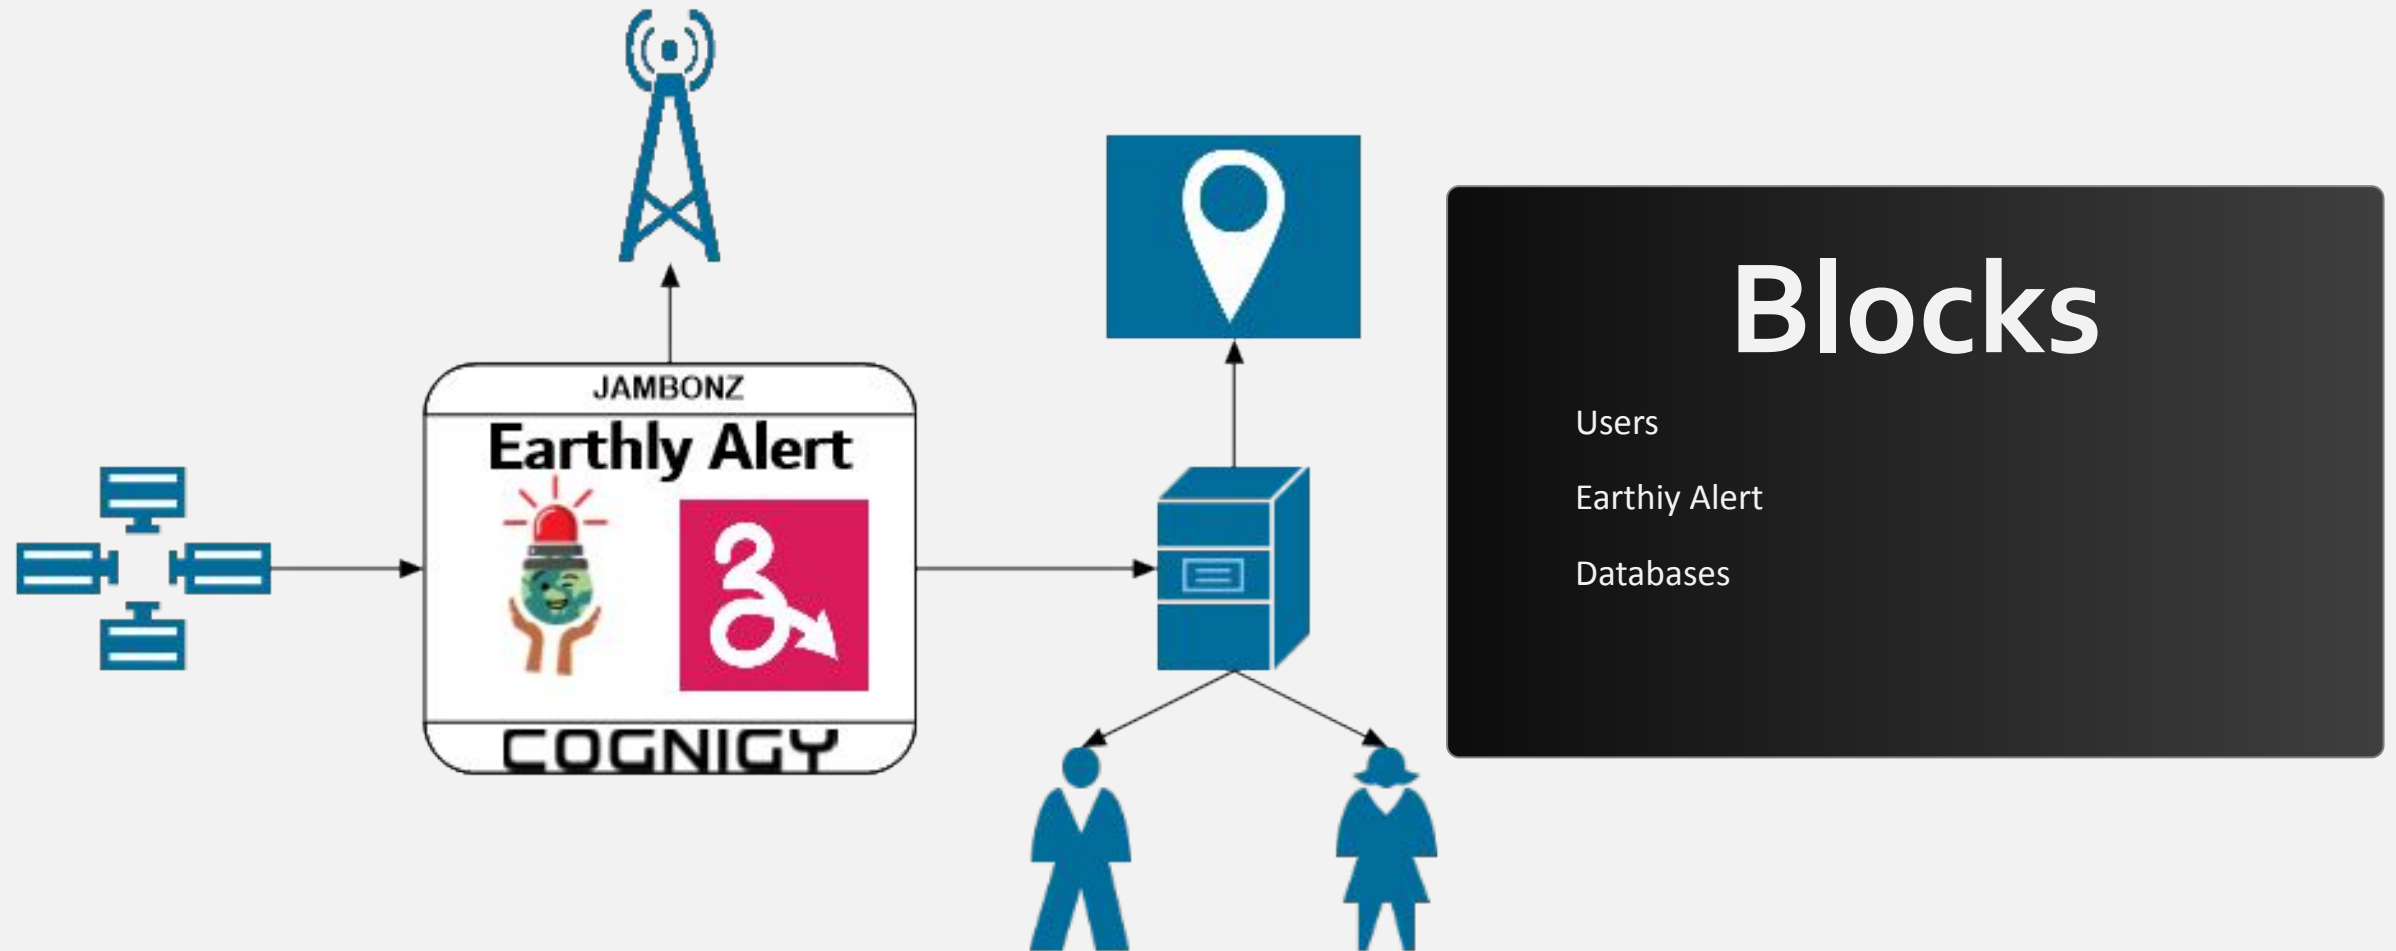 JAMBONZ
Earthly Alert
COGNIGY
Blocks
Users
Earthiy Alert
Databases